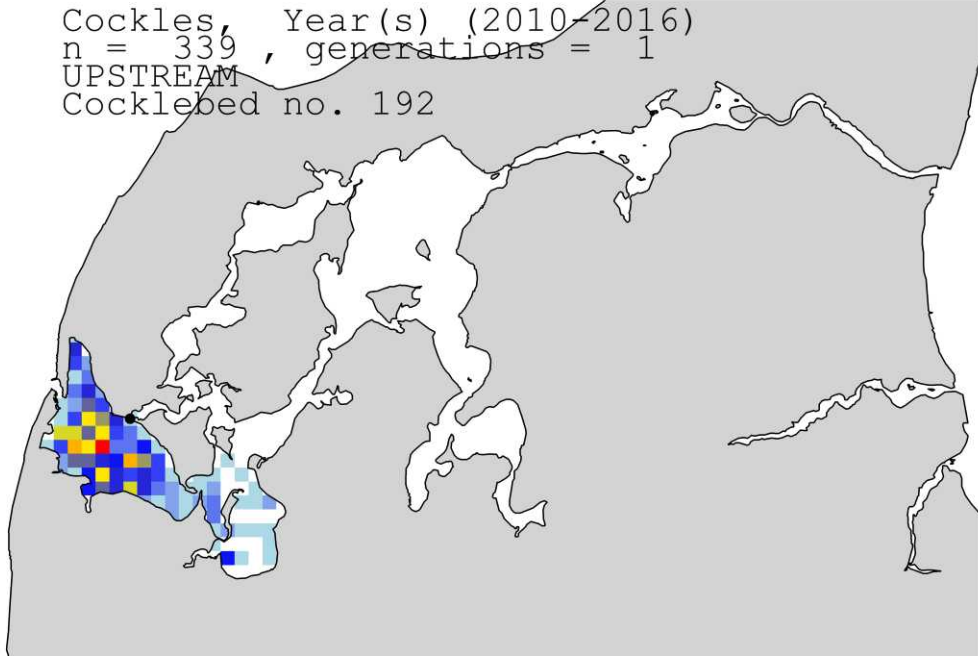 Cockles,   Year(s) (2010-2016)
n =  339 , generations =  1
UPSTREAM
Cocklebed no. 192